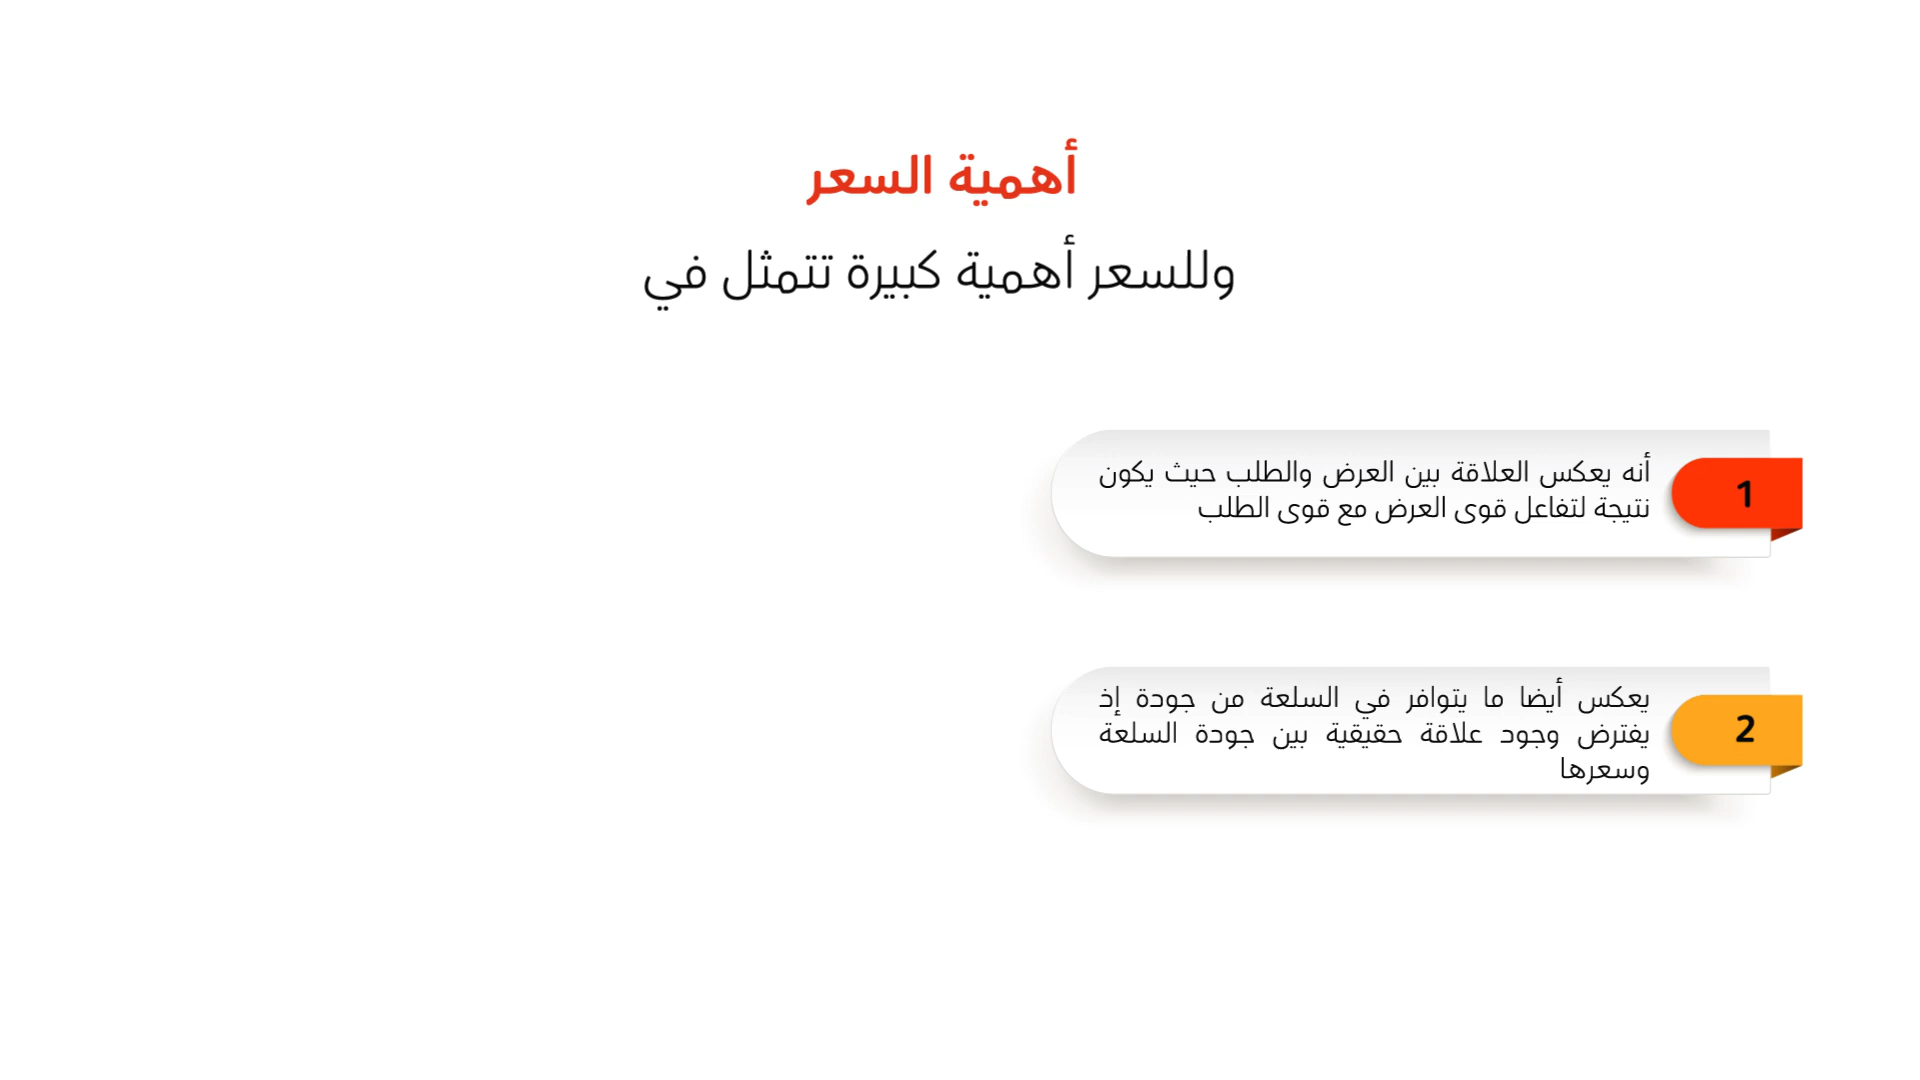 أهمية السعر
وللسعر أهمية كبيرة تتمثل في
1
أنه يعكس العلاقة بين العرض والطلب حيث يكون
نتيجة لتفاعل قوى العرض مع قوى الطلب
2
يعكس أيضا ما يتوافر في السلعة من جودة إذ
يفترض وجود علاقة حقيقية بين جودة السلعة
وسعرها